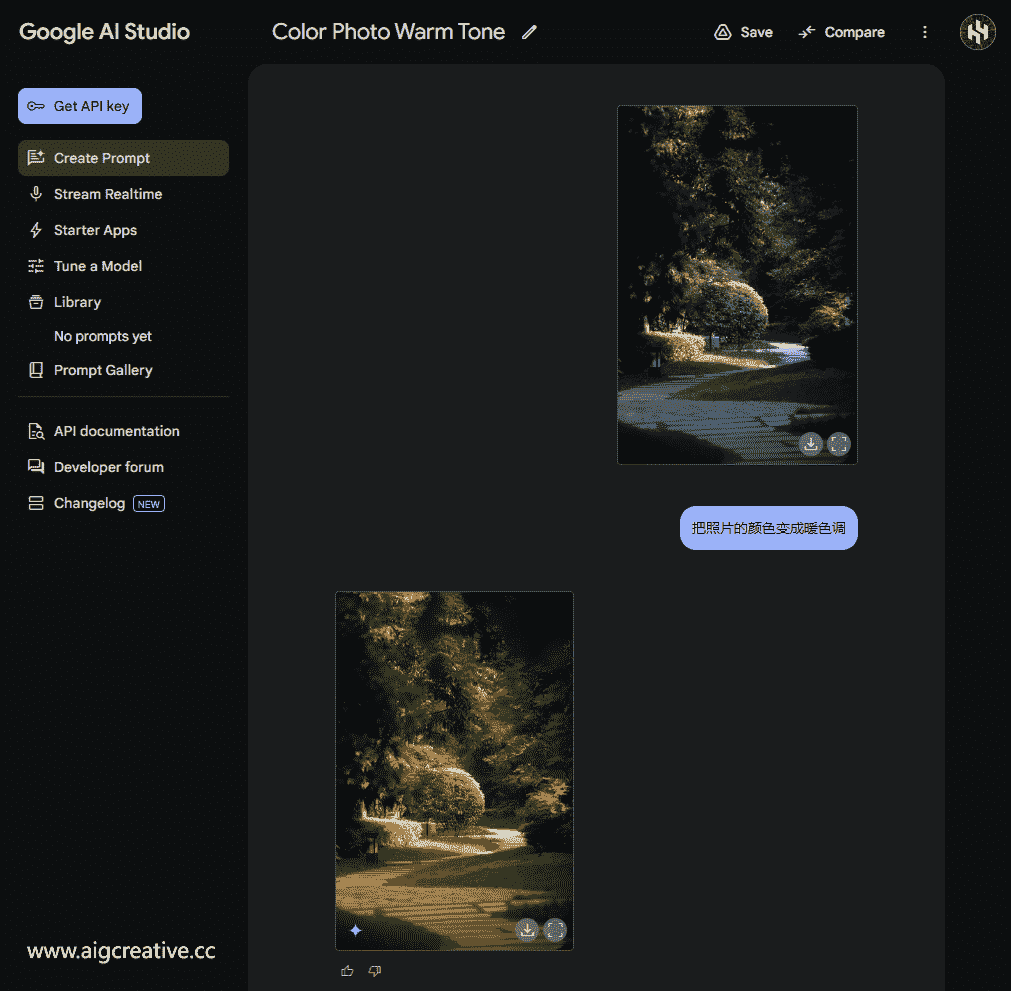 Google AI Studio
Color Photo Warm Tone
Save
Compare
Get API key
Create Prompt
Stream Realtime
Starter Apps
Tune a Model
Library
No prompts yet
Prompt Gallery
API documentation
Developer forum
Changelog NEW
把照片的颜色变成暖色调
www.aigcreative.cc